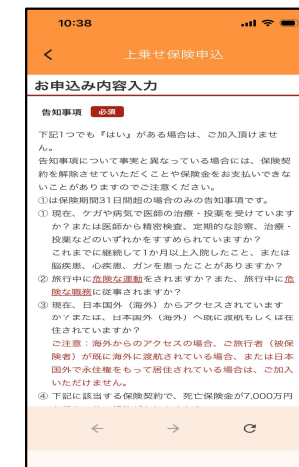 10:38
上乗せ保険申込
お申込み内容入力
告知事項 必須
下記1つでも『はい』がある場合は、ご加入頂けませ
ん。
告知事項について事実と異なっている場合には、保険契
約を解除させていただくことや保険金をお支払いできな
いことがありますのでご注意ください。
①は保険期間31日間超の場合のみの告知事項です。
① 現在、ケガや病気で医師の治療・投薬を受けています
か？または医師から精密検査、定期的な診察、治療・
投薬などのいずれかをすすめられていますか？
これまでに継続して1か月以上入院したこと、または
脳疾患、心疾患、ガンを患ったことがありますか？
② 旅行中に危険な運動をされますか？また、旅行中に危
険な職務に従事されますか？
③ 現在、日本国外（海外）からアクセスされています
か？または、日本国外（海外）へ既に渡航もしくは在
住されていますか？
ご注意：海外からのアクセスの場合、ご旅行者（被保
険者）が既に海外に渡航されている場合、または日本
国外で永住権をもって居住されている場合は、ご加入
いただけません。
④ 下記に該当する保険契約で、死亡保険金が7,000万円